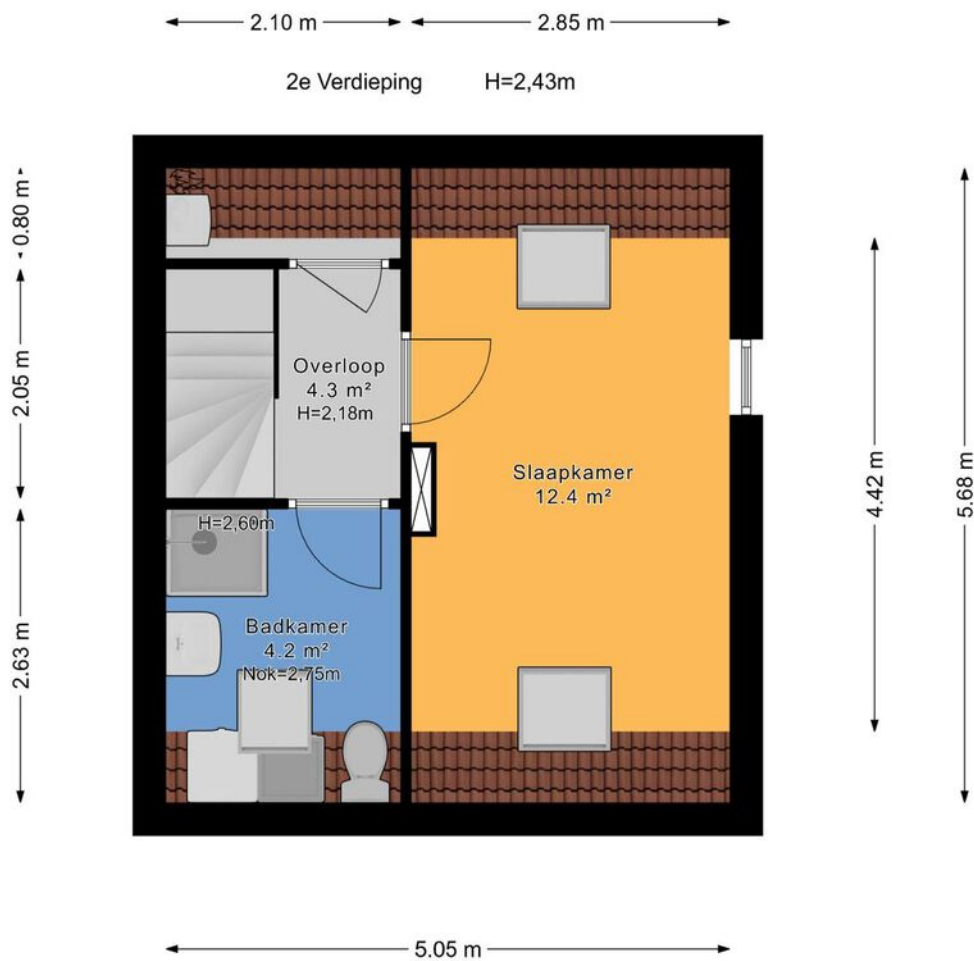 2.10 m
2.85 m
2e Verdieping H=2,43m
0.80 m
2.05 m
2.63 m
Overloop
4.3 m²
H=2,18m
Slaapkamer
12.4 m²
H=2,60m
Badkamer
4.2 m²
Nok=2,75m
4.42 m
5.68 m
5.05 m